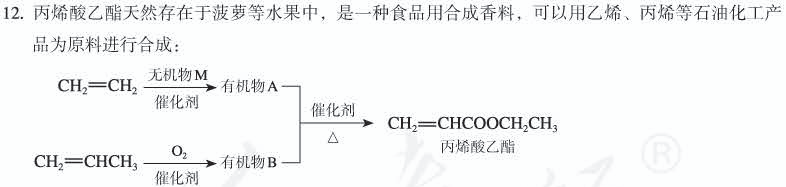 12. 丙烯酸乙酯天然存在于菠萝等水果中，是一种食品用合成香料，可以用乙烯、丙烯等石油化工产
品为原料进行合成：
CH₂=CH₂ 无机物M 催化剂 有机物A
催化剂 △ CH₂=CHCOOCH₂CH₃
丙烯酸乙酯
CH₂=CHCH₃ O₂ 催化剂 有机物B